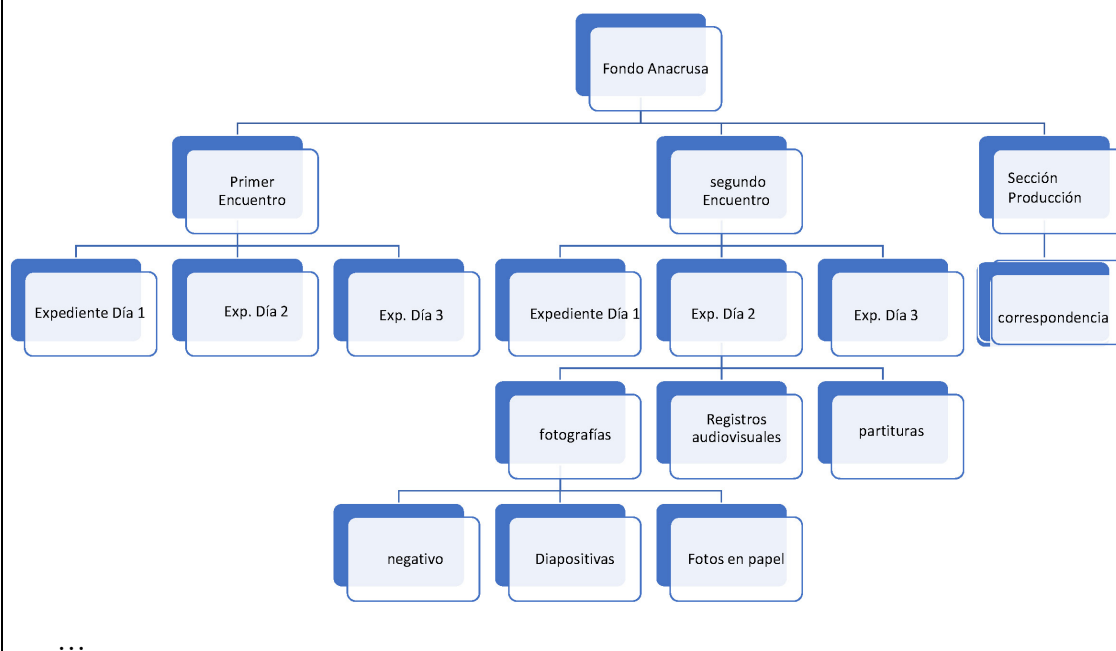 Fondo Anacrusa
Primer
Encuentro
segundo
Encuentro
Sección
Producción
Expediente Día 1
Exp. Día 2
Exp. Día 3
Expediente Día 1
Exp. Día 2
Exp. Día 3
correspondencia
fotografías
Registros
audiovisuales
partituras
negativo
Diapositivas
Fotos en papel
...